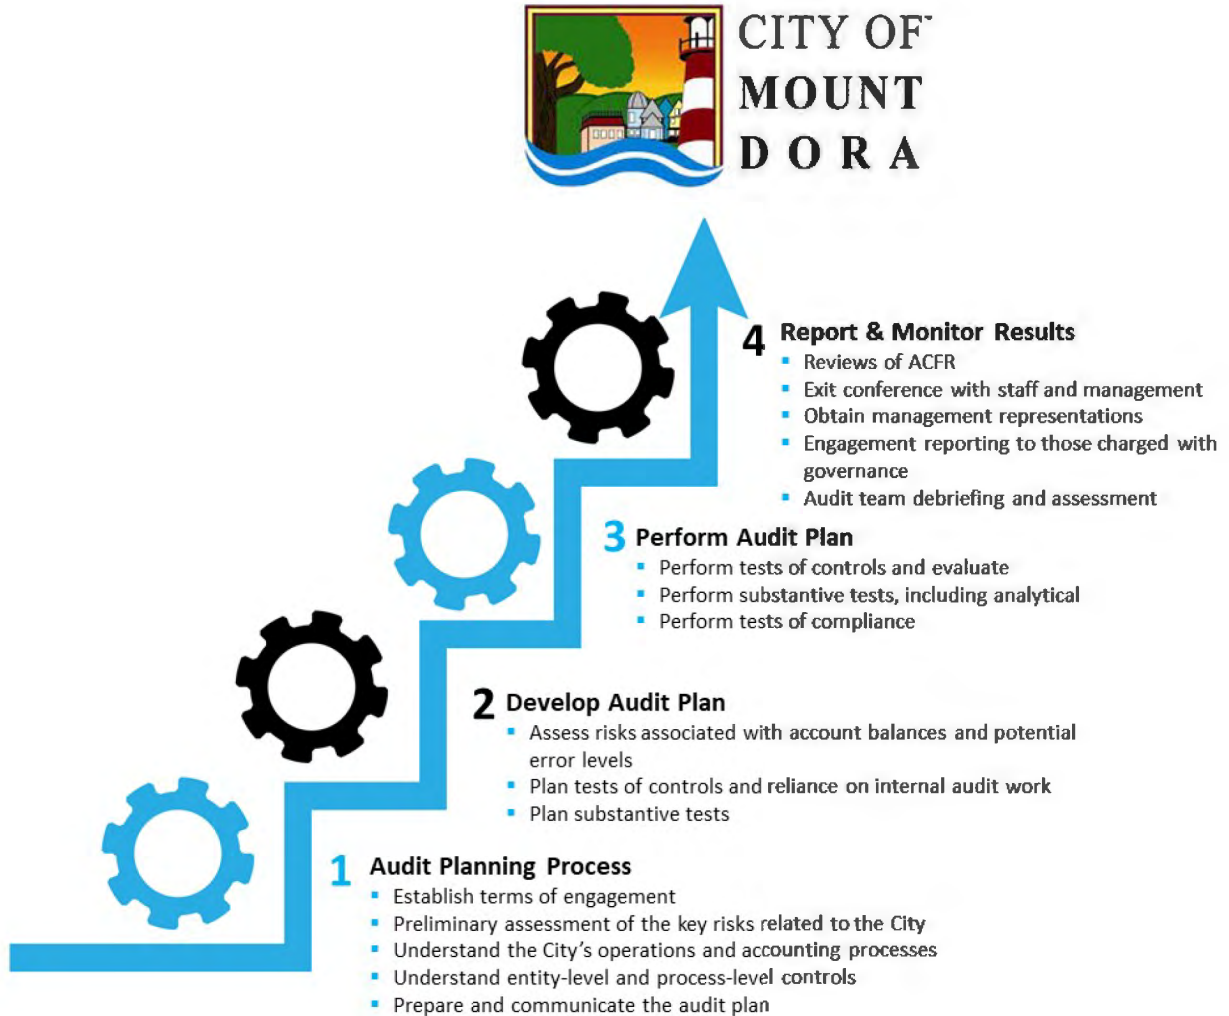 CITY OF
MOUNT
DORA
4 Report & Monitor Results
▪ Reviews of ACFR
▪ Exit conference with staff and management
▪ Obtain management representations
▪ Engagement reporting to those charged with
governance
▪ Audit team debriefing and assessment
3 Perform Audit Plan
▪ Perform tests of controls and evaluate
▪ Perform substantive tests, including analytical
▪ Perform tests of compliance
2 Develop Audit Plan
▪ Assess risks associated with account balances and potential
error levels
▪ Plan tests of controls and reliance on internal audit work
▪ Plan substantive tests
1 Audit Planning Process
▪ Establish terms of engagement
▪ Preliminary assessment of the key risks related to the City
▪ Understand the City’s operations and accounting processes
▪ Understand entity-level and process-level controls
▪ Prepare and communicate the audit plan